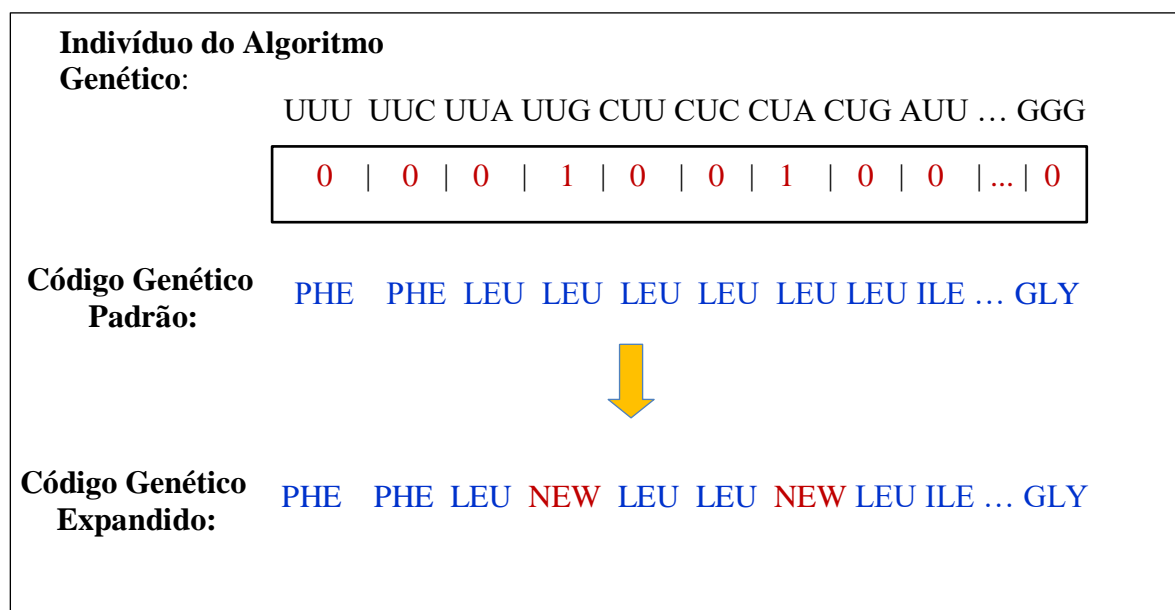 Indivíduo do Algoritmo
Genético:
UUU UUC UUA UUG CUU CUC CUA CUG AUU … GGG
0 | 0 | 0 | 1 | 0 | 0 | 1 | 0 | 0 |...| 0
Código Genético
Padrão:
PHE PHE LEU LEU LEU LEU LEU LEU ILE … GLY
Código Genético
Expandido:
PHE PHE LEU NEW LEU LEU NEW LEU ILE … GLY